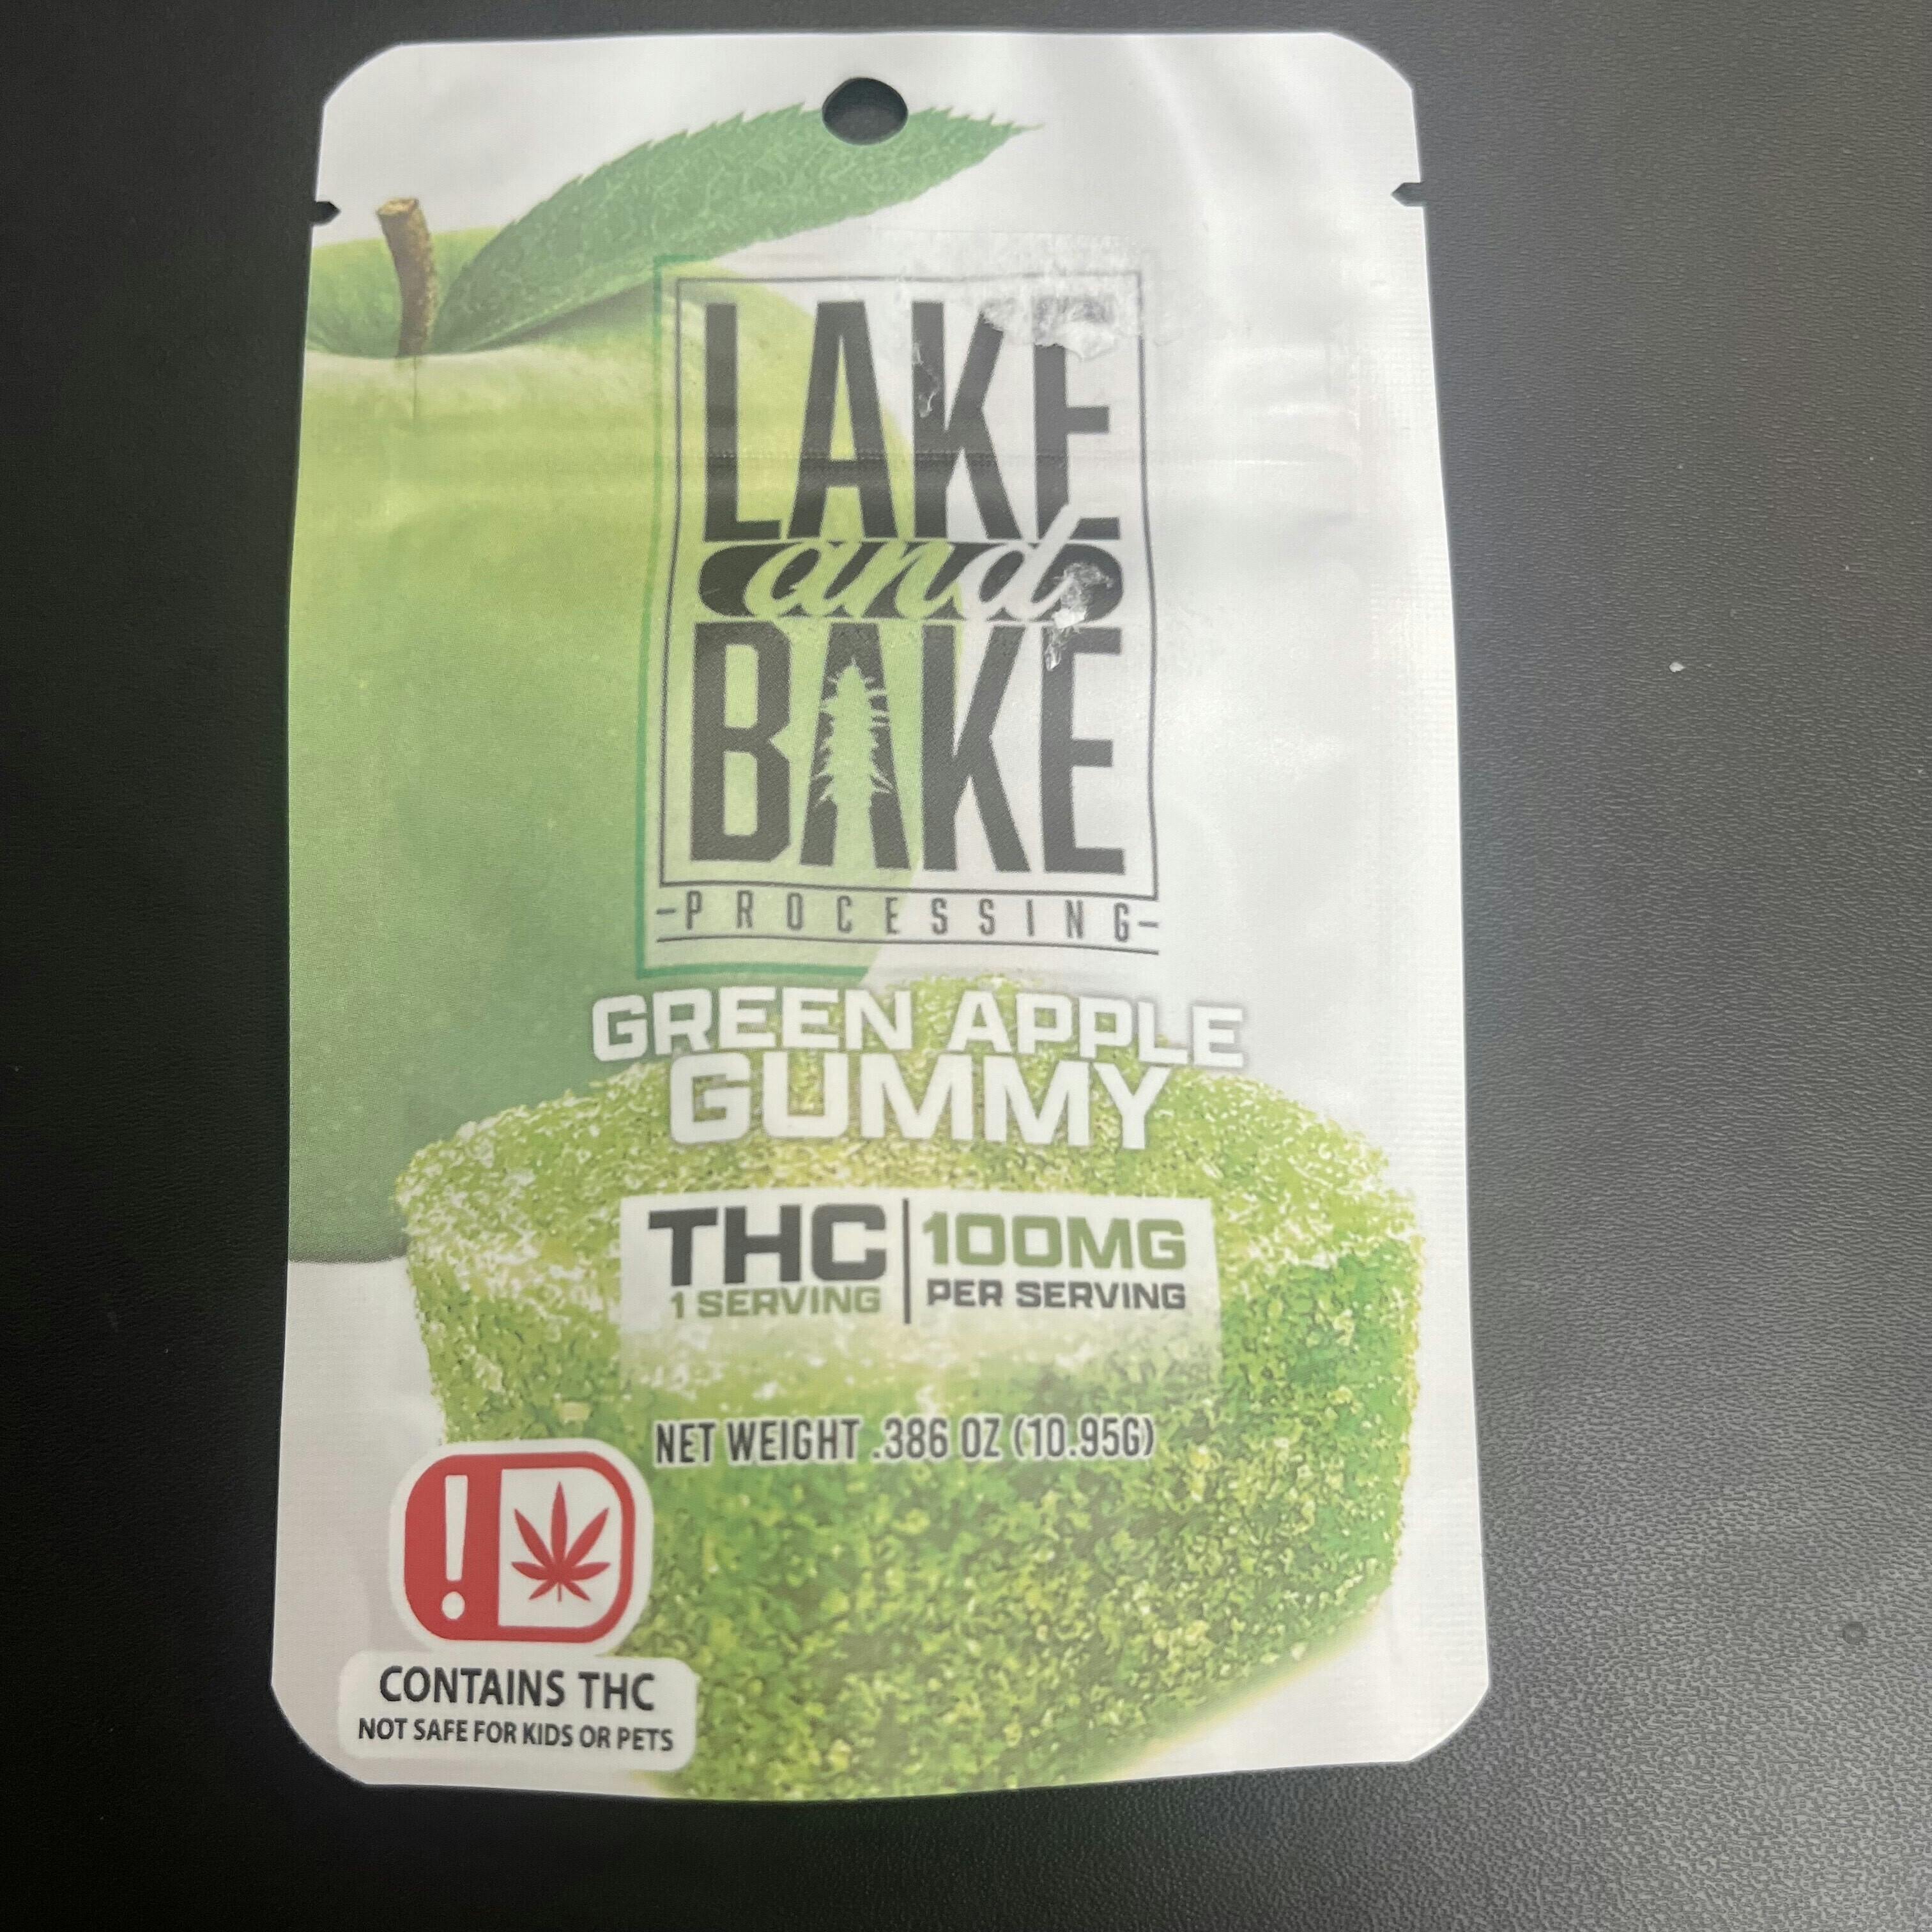 LAKE
and
BAKE
-PROCESSING-
GREEN APPLE
GUMMY
THC | 100MG
1 SERVING | PER SERVING
NET WEIGHT .386 OZ (10.95G)
!
CONTAINS THC
NOT SAFE FOR KIDS OR PETS